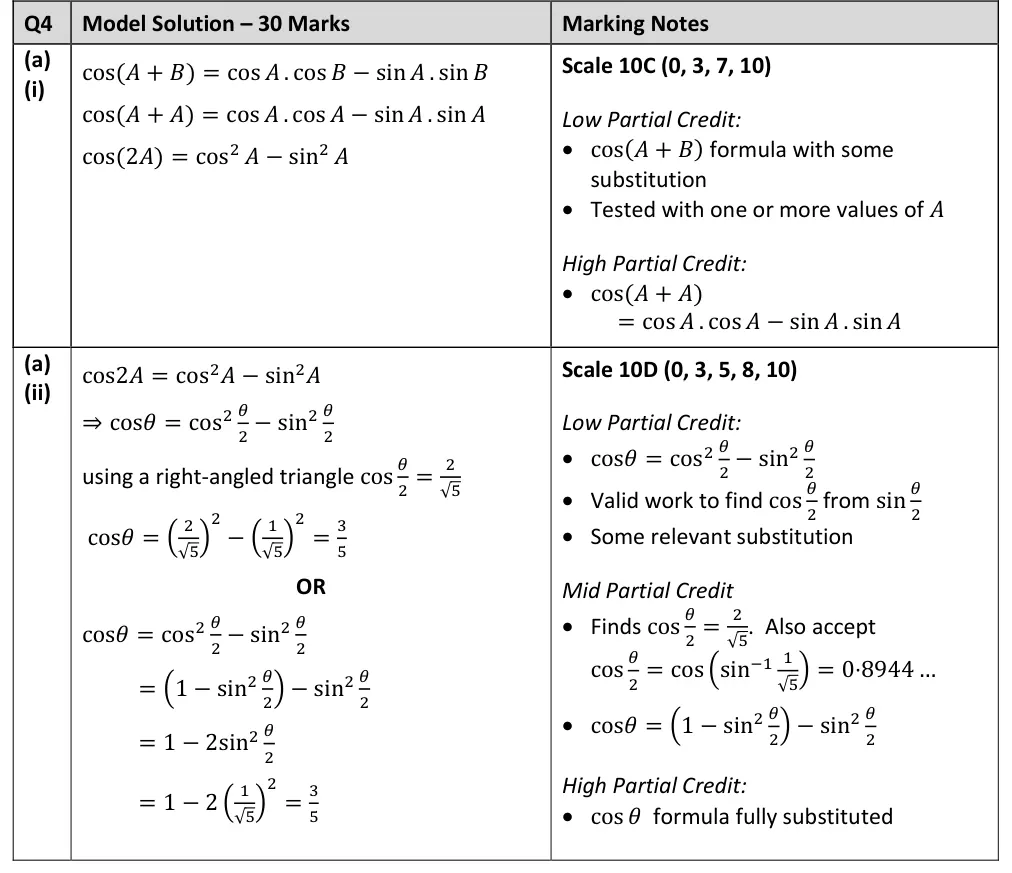 Q4 Model Solution – 30 Marks Marking Notes
(a)
(i)
cos(𝐴 + 𝐵) = cos 𝐴 . cos 𝐵 − sin 𝐴 . sin 𝐵
cos(𝐴 + 𝐴) = cos 𝐴 . cos 𝐴 − sin 𝐴 . sin 𝐴
cos(2𝐴) = cos² 𝐴 − sin² 𝐴
Scale 10C (0, 3, 7, 10)
Low Partial Credit:
• cos(𝐴 + 𝐵) formula with some
substitution
• Tested with one or more values of 𝐴
High Partial Credit:
• cos(𝐴 + 𝐴)
= cos 𝐴 . cos 𝐴 − sin 𝐴 . sin 𝐴
(a)
(ii)
cos2𝐴 = cos²𝐴 − sin²𝐴
⇒ cos𝜃 = cos² 𝜃/2 − sin² 𝜃/2
using a right-angled triangle cos 𝜃/2 = 2/√5
cos𝜃 = (2/√5)² − (1/√5)² = 3/5
OR
cos𝜃 = cos² 𝜃/2 − sin² 𝜃/2
= (1 − sin² 𝜃/2) − sin² 𝜃/2
= 1 − 2sin² 𝜃/2
= 1 − 2 (1/√5)² = 3/5
Scale 10D (0, 3, 5, 8, 10)
Low Partial Credit:
• cos𝜃 = cos² 𝜃/2 − sin² 𝜃/2
• Valid work to find cos 𝜃/2 from sin 𝜃/2
• Some relevant substitution
Mid Partial Credit
• Finds cos 𝜃/2 = 2/√5. Also accept
cos 𝜃/2 = cos (sin⁻¹ 1/√5) = 0·8944 …
• cos𝜃 = (1 − sin² 𝜃/2) − sin² 𝜃/2
High Partial Credit:
• cos 𝜃 formula fully substituted